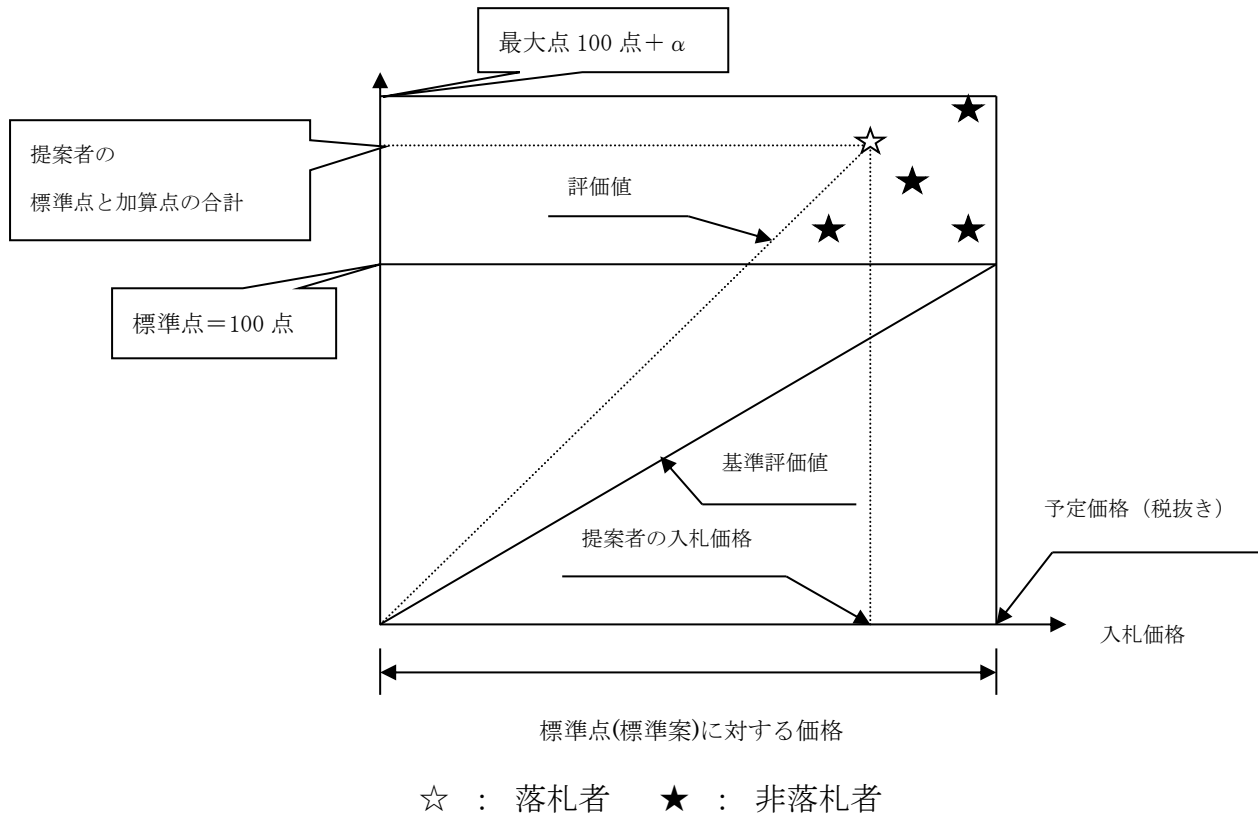 最大点 100 点＋α
提案者の
標準点と加算点の合計
評価値
標準点＝100 点
基準評価値
予定価格（税抜き）
提案者の入札価格
入札価格
標準点(標準案)に対する価格
☆ ： 落札者 ★ ： 非落札者